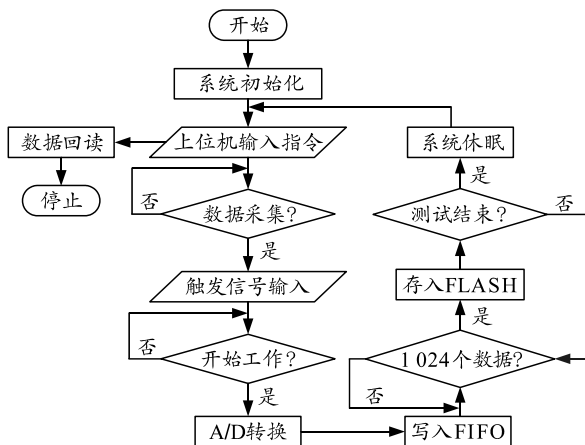 开始
系统初始化
上位机输入指令
数据回读
停止
否
数据采集?
是
触发信号输入
否
开始工作?
是
A/D转换
写入FIFO
否
1 024个数据?
是
存入FLASH
测试结束?
否
是
系统休眠